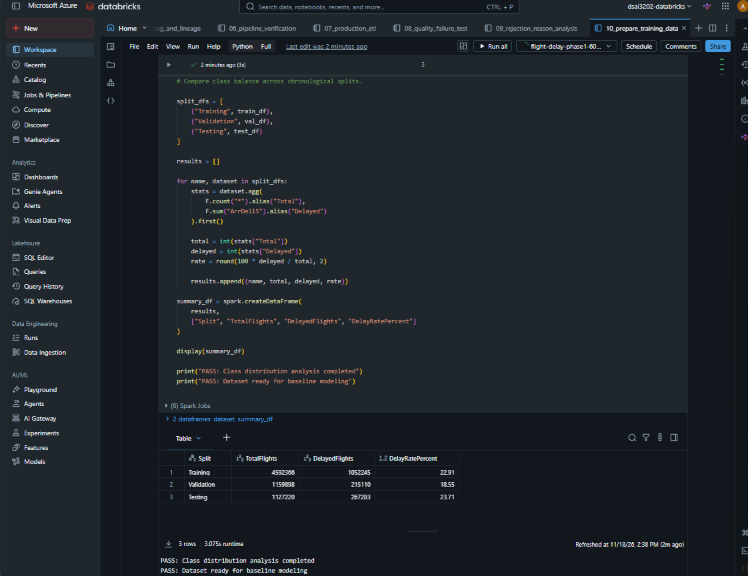 Microsoft Azure databricks Search data, notebooks, recents, and more... CTRL + P dsai3202-databricks A
New
Workspace
Recents
Catalog
Jobs & Pipelines
Compute
Discover
Marketplace
Analytics
Dashboards
Genie Agents
Alerts
Visual Data Prep
Lakehouse
SQL Editor
Queries
Query History
SQL Warehouses
Data Engineering
Runs
Data Ingestion
AI/ML
Playground
Agents
AI Gateway
Experiments
Features
Models
Home og_and_lineage 06_pipeline_verification 07_production_etl 08_quality_failure_test 09_rejection_reason_analysis 10_prepare_training_data
File Edit View Run Help Python Full Last edit was 2 minutes ago Run all flight-delay-phase1-60... Schedule Comments Share
2 minutes ago (3s) 3
# Compare class balance across chronological splits.
split_dfs = [
("Training", train_df),
("Validation", val_df),
("Testing", test_df)
]
results = []
for name, dataset in split_dfs:
stats = dataset.agg(
F.count("*").alias("Total"),
F.sum("ArrDel15").alias("Delayed")
).first()
total = int(stats["Total"])
delayed = int(stats["Delayed"])
rate = round(100 * delayed / total, 2)
results.append((name, total, delayed, rate))
summary_df = spark.createDataFrame(
results,
["Split", "TotalFlights", "DelayedFlights", "DelayRatePercent"]
)
display(summary_df)
print("PASS: Class distribution analysis completed")
print("PASS: Dataset ready for baseline modeling")
(6) Spark Jobs
2 dataframes: dataset: summary_df
Table +
Split TotalFlights DelayedFlights 1.2 DelayRatePercent
1 Training 4592366 1052245 22.91
2 Validation 1159898 215110 18.55
3 Testing 1127220 267283 23.71
3 rows 3.075s runtime Refreshed at 11/18/26, 2:38 PM (2m ago)
PASS: Class distribution analysis completed
PASS: Dataset ready for baseline modeling